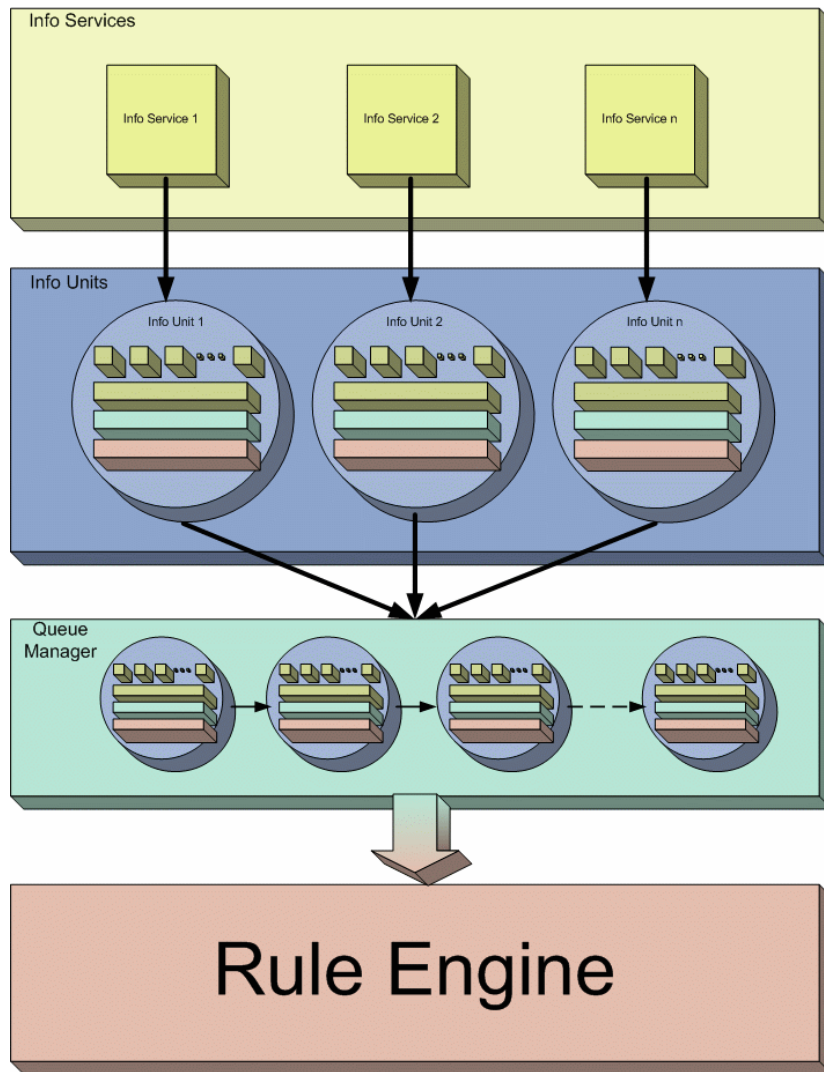 Info Services
Info Service 1
Info Service 2
Info Service n
Info Units
Info Unit 1
Info Unit 2
Info Unit n
Queue
Manager
Rule Engine